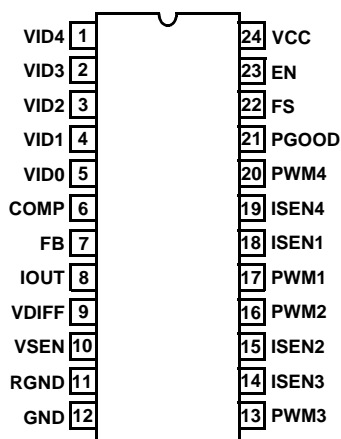 VID4 1 24 VCC
VID3 2 23 EN
VID2 3 22 FS
VID1 4 21 PGOOD
VID0 5 20 PWM4
COMP 6 19 ISEN4
FB 7 18 ISEN1
IOUT 8 17 PWM1
VDIFF 9 16 PWM2
VSEN 10 15 ISEN2
RGND 11 14 ISEN3
GND 12 13 PWM3